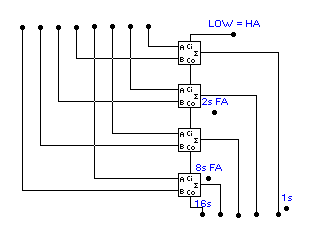 LOW = HA
A Ci
Σ
B Co
A Ci
Σ
B Co
2s FA
A Ci
Σ
B Co
8s FA
A Ci
Σ
B Co
16s
1s